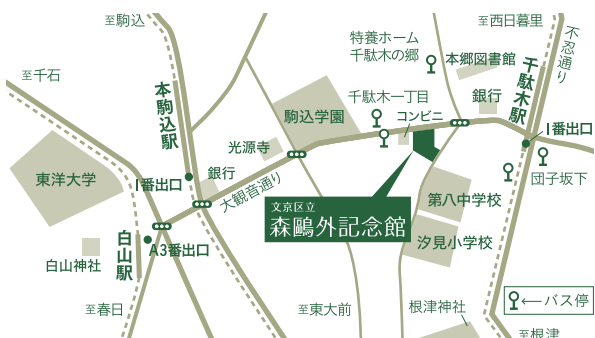 至駒込
至西日暮里
不忍通り
特養ホーム
千駄木の郷
本郷図書館
千駄木駅
至千石
本駒込駅
千駄木一丁目
銀行
駒込学園
コンビニ
1番出口
光源寺
東洋大学
1番出口
銀行
大観音通り
団子坂下
文京区立
森鷗外記念館
第八中学校
汐見小学校
白山駅
A3番出口
白山神社
至春日
至東大前
根津神社
←バス停
至根津